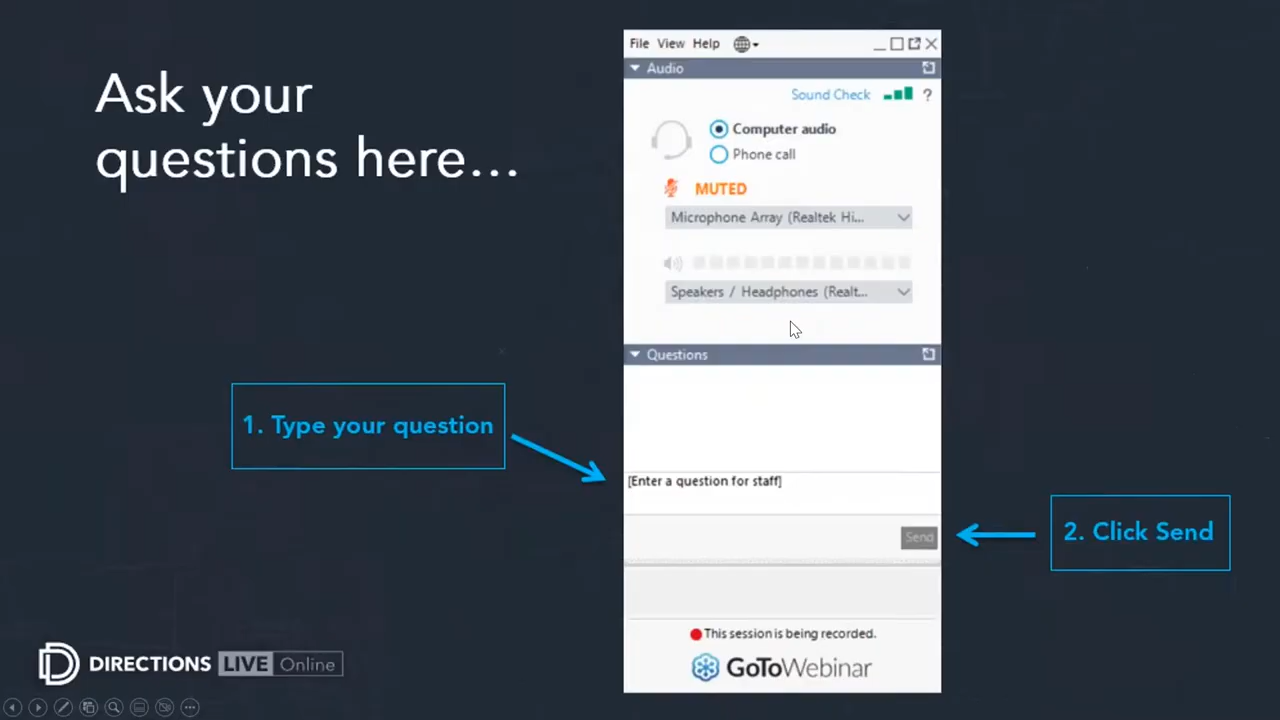 Ask your
questions here...
File View Help
Audio
Sound Check ?
Computer audio
Phone call
MUTED
Microphone Array (Realtek Hi...
Speakers / Headphones (Realt...
Questions
1. Type your question
[Enter a question for staff]
2. Click Send
Send
This session is being recorded.
GoToWebinar
DIRECTIONS LIVE Online